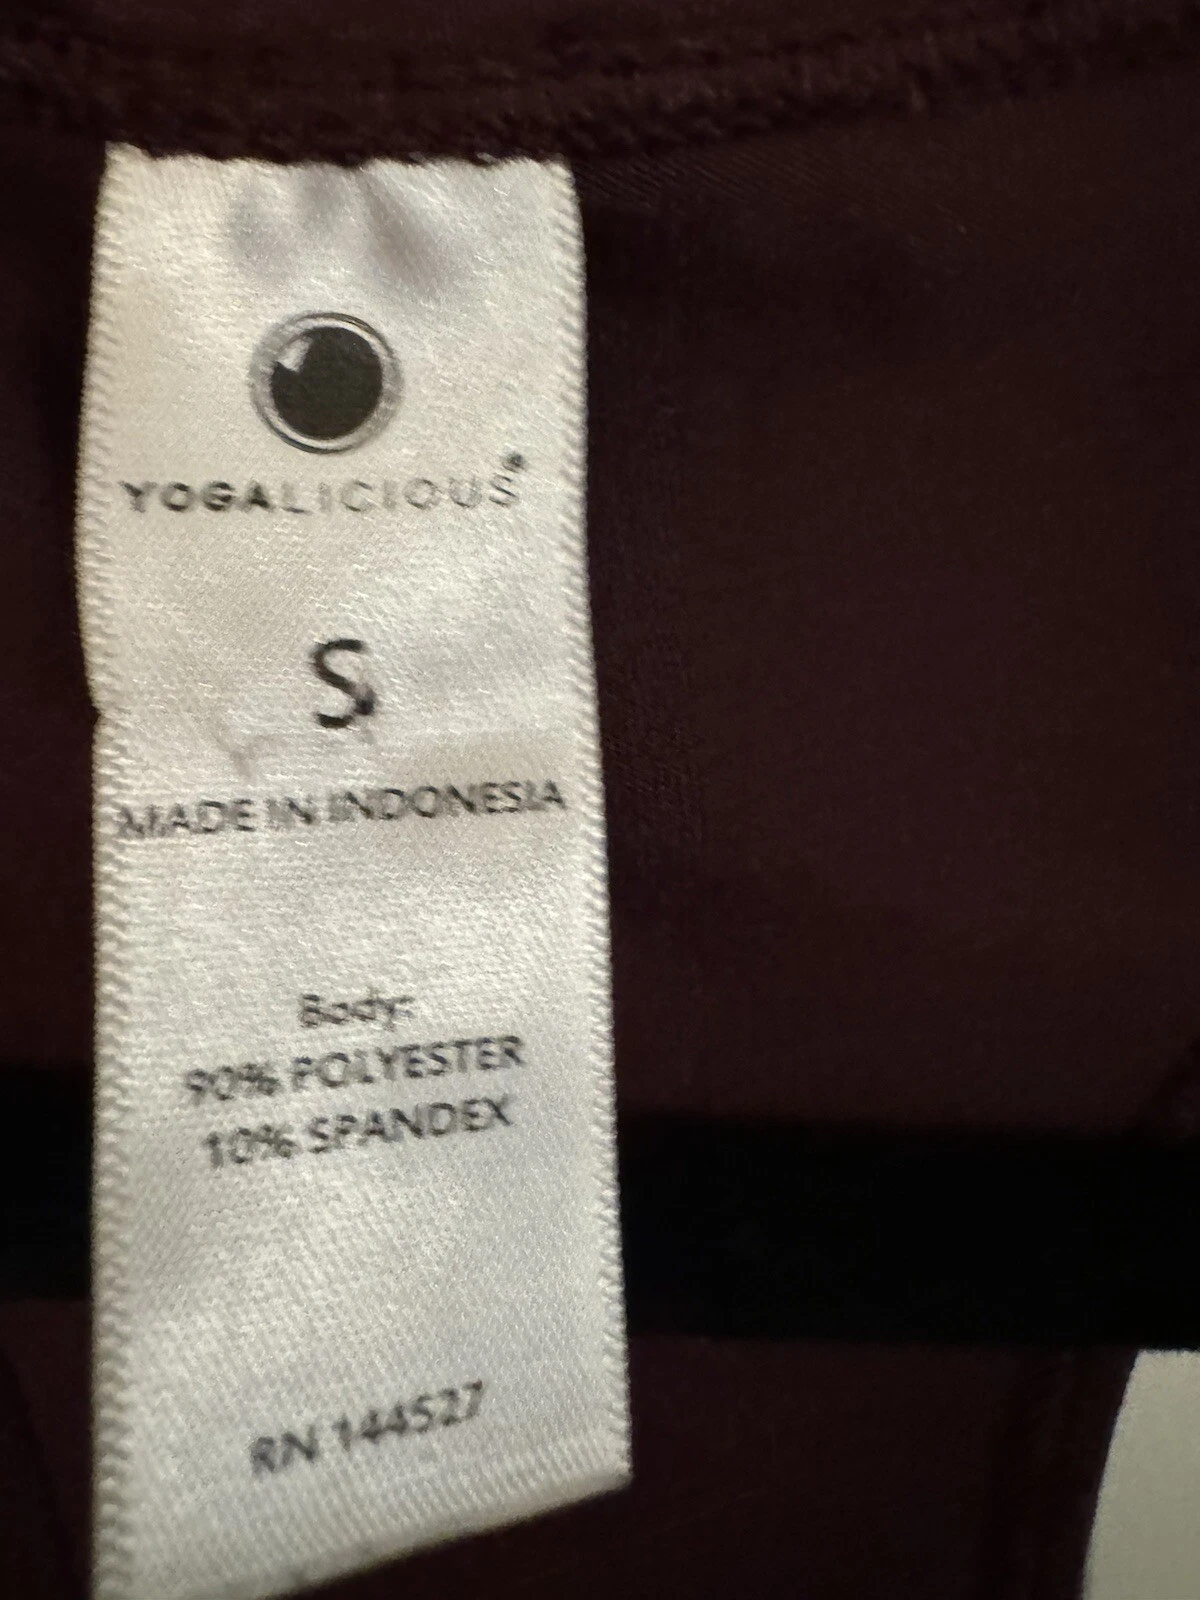 YOGALICIOUS®
S
MADE IN INDONESIA
Body:
90% POLYESTER
10% SPANDEX
RN 144527